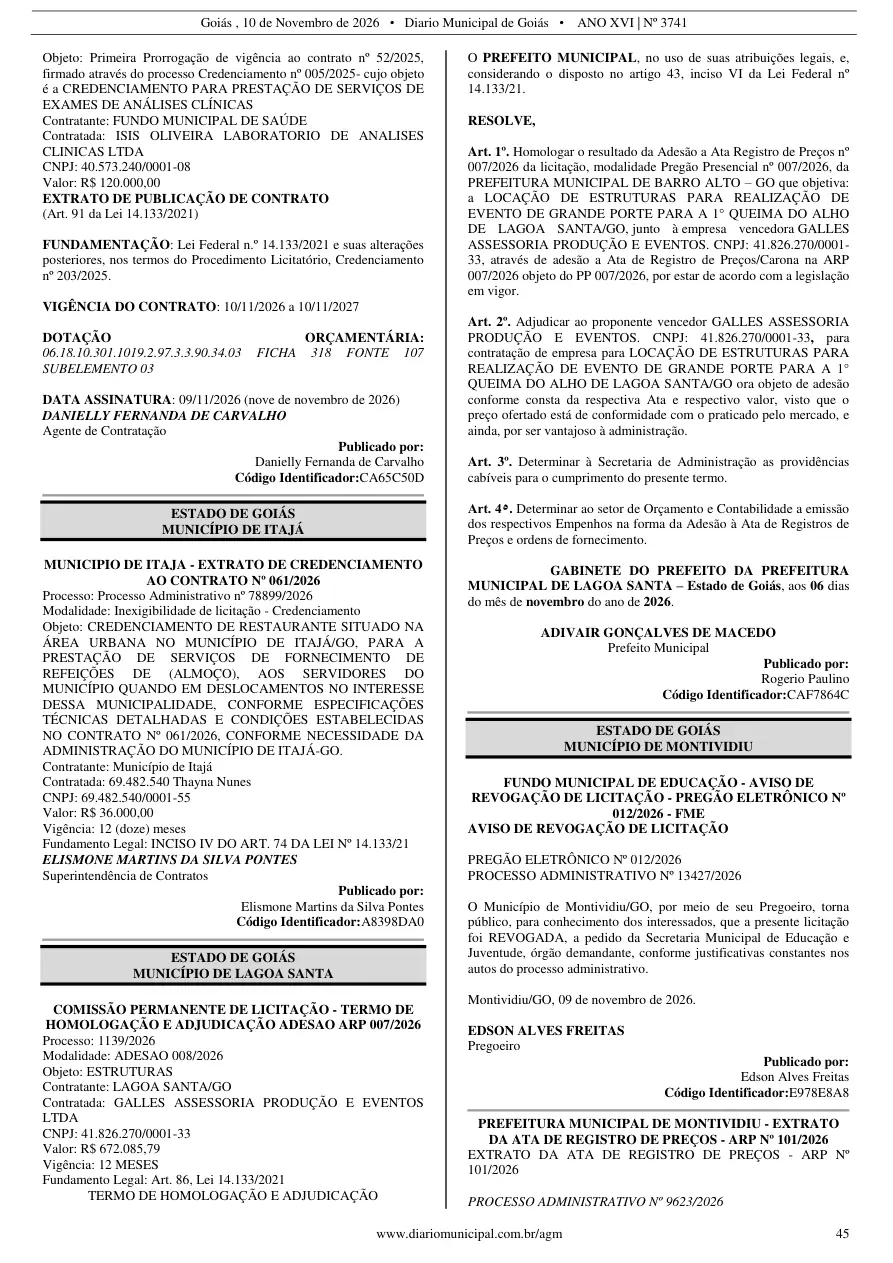 Goiás , 10 de Novembro de 2026 • Diario Municipal de Goiás • ANO XVI | Nº 3741
Objeto: Primeira Prorrogação de vigência ao contrato nº 52/2025,
firmado através do processo Credenciamento nº 005/2025- cujo objeto
é a CREDENCIAMENTO PARA PRESTAÇÃO DE SERVIÇOS DE
EXAMES DE ANÁLISES CLÍNICAS
Contratante: FUNDO MUNICIPAL DE SAÚDE
Contratada: ISIS OLIVEIRA LABORATORIO DE ANALISES
CLINICAS LTDA
CNPJ: 40.573.240/0001-08
Valor: R$ 120.000,00
EXTRATO DE PUBLICAÇÃO DE CONTRATO
(Art. 91 da Lei 14.133/2021)
FUNDAMENTAÇÃO: Lei Federal n.º 14.133/2021 e suas alterações
posteriores, nos termos do Procedimento Licitatório, Credenciamento
nº 203/2025.
VIGÊNCIA DO CONTRATO: 10/11/2026 a 10/11/2027
DOTAÇÃO ORÇAMENTÁRIA:
06.18.10.301.1019.2.97.3.3.90.34.03 FICHA 318 FONTE 107
SUBELEMENTO 03
DATA ASSINATURA: 09/11/2026 (nove de novembro de 2026)
DANIELLY FERNANDA DE CARVALHO
Agente de Contratação
Publicado por:
Danielly Fernanda de Carvalho
Código Identificador:CA65C50D
ESTADO DE GOIÁS
MUNICÍPIO DE ITAJÁ
MUNICIPIO DE ITAJA - EXTRATO DE CREDENCIAMENTO
AO CONTRATO Nº 061/2026
Processo: Processo Administrativo nº 78899/2026
Modalidade: Inexigibilidade de licitação - Credenciamento
Objeto: CREDENCIAMENTO DE RESTAURANTE SITUADO NA
ÁREA URBANA NO MUNICÍPIO DE ITAJÁ/GO, PARA A
PRESTAÇÃO DE SERVIÇOS DE FORNECIMENTO DE
REFEIÇÕES DE (ALMOÇO), AOS SERVIDORES DO
MUNICÍPIO QUANDO EM DESLOCAMENTOS NO INTERESSE
DESSA MUNICIPALIDADE, CONFORME ESPECIFICAÇÕES
TÉCNICAS DETALHADAS E CONDIÇÕES ESTABELECIDAS
NO CONTRATO Nº 061/2026, CONFORME NECESSIDADE DA
ADMINISTRAÇÃO DO MUNICÍPIO DE ITAJÁ-GO.
Contratante: Município de Itajá
Contratada: 69.482.540 Thayna Nunes
CNPJ: 69.482.540/0001-55
Valor: R$ 36.000,00
Vigência: 12 (doze) meses
Fundamento Legal: INCISO IV DO ART. 74 DA LEI Nº 14.133/21
ELISMONE MARTINS DA SILVA PONTES
Superintendência de Contratos
Publicado por:
Elismone Martins da Silva Pontes
Código Identificador:A8398DA0
ESTADO DE GOIÁS
MUNICÍPIO DE LAGOA SANTA
COMISSÃO PERMANENTE DE LICITAÇÃO - TERMO DE
HOMOLOGAÇÃO E ADJUDICAÇÃO ADESAO ARP 007/2026
Processo: 1139/2026
Modalidade: ADESAO 008/2026
Objeto: ESTRUTURAS
Contratante: LAGOA SANTA/GO
Contratada: GALLES ASSESSORIA PRODUÇÃO E EVENTOS
LTDA
CNPJ: 41.826.270/0001-33
Valor: R$ 672.085,79
Vigência: 12 MESES
Fundamento Legal: Art. 86, Lei 14.133/2021
TERMO DE HOMOLOGAÇÃO E ADJUDICAÇÃO
O PREFEITO MUNICIPAL, no uso de suas atribuições legais, e,
considerando o disposto no artigo 43, inciso VI da Lei Federal nº
14.133/21.
RESOLVE,
Art. 1º. Homologar o resultado da Adesão a Ata Registro de Preços nº
007/2026 da licitação, modalidade Pregão Presencial nº 007/2026, da
PREFEITURA MUNICIPAL DE BARRO ALTO – GO que objetiva:
a LOCAÇÃO DE ESTRUTURAS PARA REALIZAÇÃO DE
EVENTO DE GRANDE PORTE PARA A 1° QUEIMA DO ALHO
DE LAGOA SANTA/GO, junto à empresa vencedora GALLES
ASSESSORIA PRODUÇÃO E EVENTOS. CNPJ: 41.826.270/0001-
33, através de adesão a Ata de Registro de Preços/Carona na ARP
007/2026 objeto do PP 007/2026, por estar de acordo com a legislação
em vigor.
Art. 2º. Adjudicar ao proponente vencedor GALLES ASSESSORIA
PRODUÇÃO E EVENTOS. CNPJ: 41.826.270/0001-33, para
contratação de empresa para LOCAÇÃO DE ESTRUTURAS PARA
REALIZAÇÃO DE EVENTO DE GRANDE PORTE PARA A 1°
QUEIMA DO ALHO DE LAGOA SANTA/GO ora objeto de adesão
conforme consta da respectiva Ata e respectivo valor, visto que o
preço ofertado está de conformidade com o praticado pelo mercado, e
ainda, por ser vantajoso à administração.
Art. 3º. Determinar à Secretaria de Administração as providências
cabíveis para o cumprimento do presente termo.
Art. 4º. Determinar ao setor de Orçamento e Contabilidade a emissão
dos respectivos Empenhos na forma da Adesão à Ata de Registros de
Preços e ordens de fornecimento.
GABINETE DO PREFEITO DA PREFEITURA
MUNICIPAL DE LAGOA SANTA – Estado de Goiás, aos 06 dias
do mês de novembro do ano de 2026.
ADIVAIR GONÇALVES DE MACEDO
Prefeito Municipal
Publicado por:
Rogerio Paulino
Código Identificador:CAF7864C
ESTADO DE GOIÁS
MUNICÍPIO DE MONTIVIDIU
FUNDO MUNICIPAL DE EDUCAÇÃO - AVISO DE
REVOGAÇÃO DE LICITAÇÃO - PREGÃO ELETRÔNICO Nº
012/2026 - FME
AVISO DE REVOGAÇÃO DE LICITAÇÃO
PREGÃO ELETRÔNICO Nº 012/2026
PROCESSO ADMINISTRATIVO Nº 13427/2026
O Município de Montividiu/GO, por meio de seu Pregoeiro, torna
público, para conhecimento dos interessados, que a presente licitação
foi REVOGADA, a pedido da Secretaria Municipal de Educação e
Juventude, órgão demandante, conforme justificativas constantes nos
autos do processo administrativo.
Montividiu/GO, 09 de novembro de 2026.
EDSON ALVES FREITAS
Pregoeiro
Publicado por:
Edson Alves Freitas
Código Identificador:E978E8A8
PREFEITURA MUNICIPAL DE MONTIVIDIU - EXTRATO
DA ATA DE REGISTRO DE PREÇOS - ARP Nº 101/2026
EXTRATO DA ATA DE REGISTRO DE PREÇOS - ARP Nº
101/2026
PROCESSO ADMINISTRATIVO Nº 9623/2026
www.diariomunicipal.com.br/agm 45